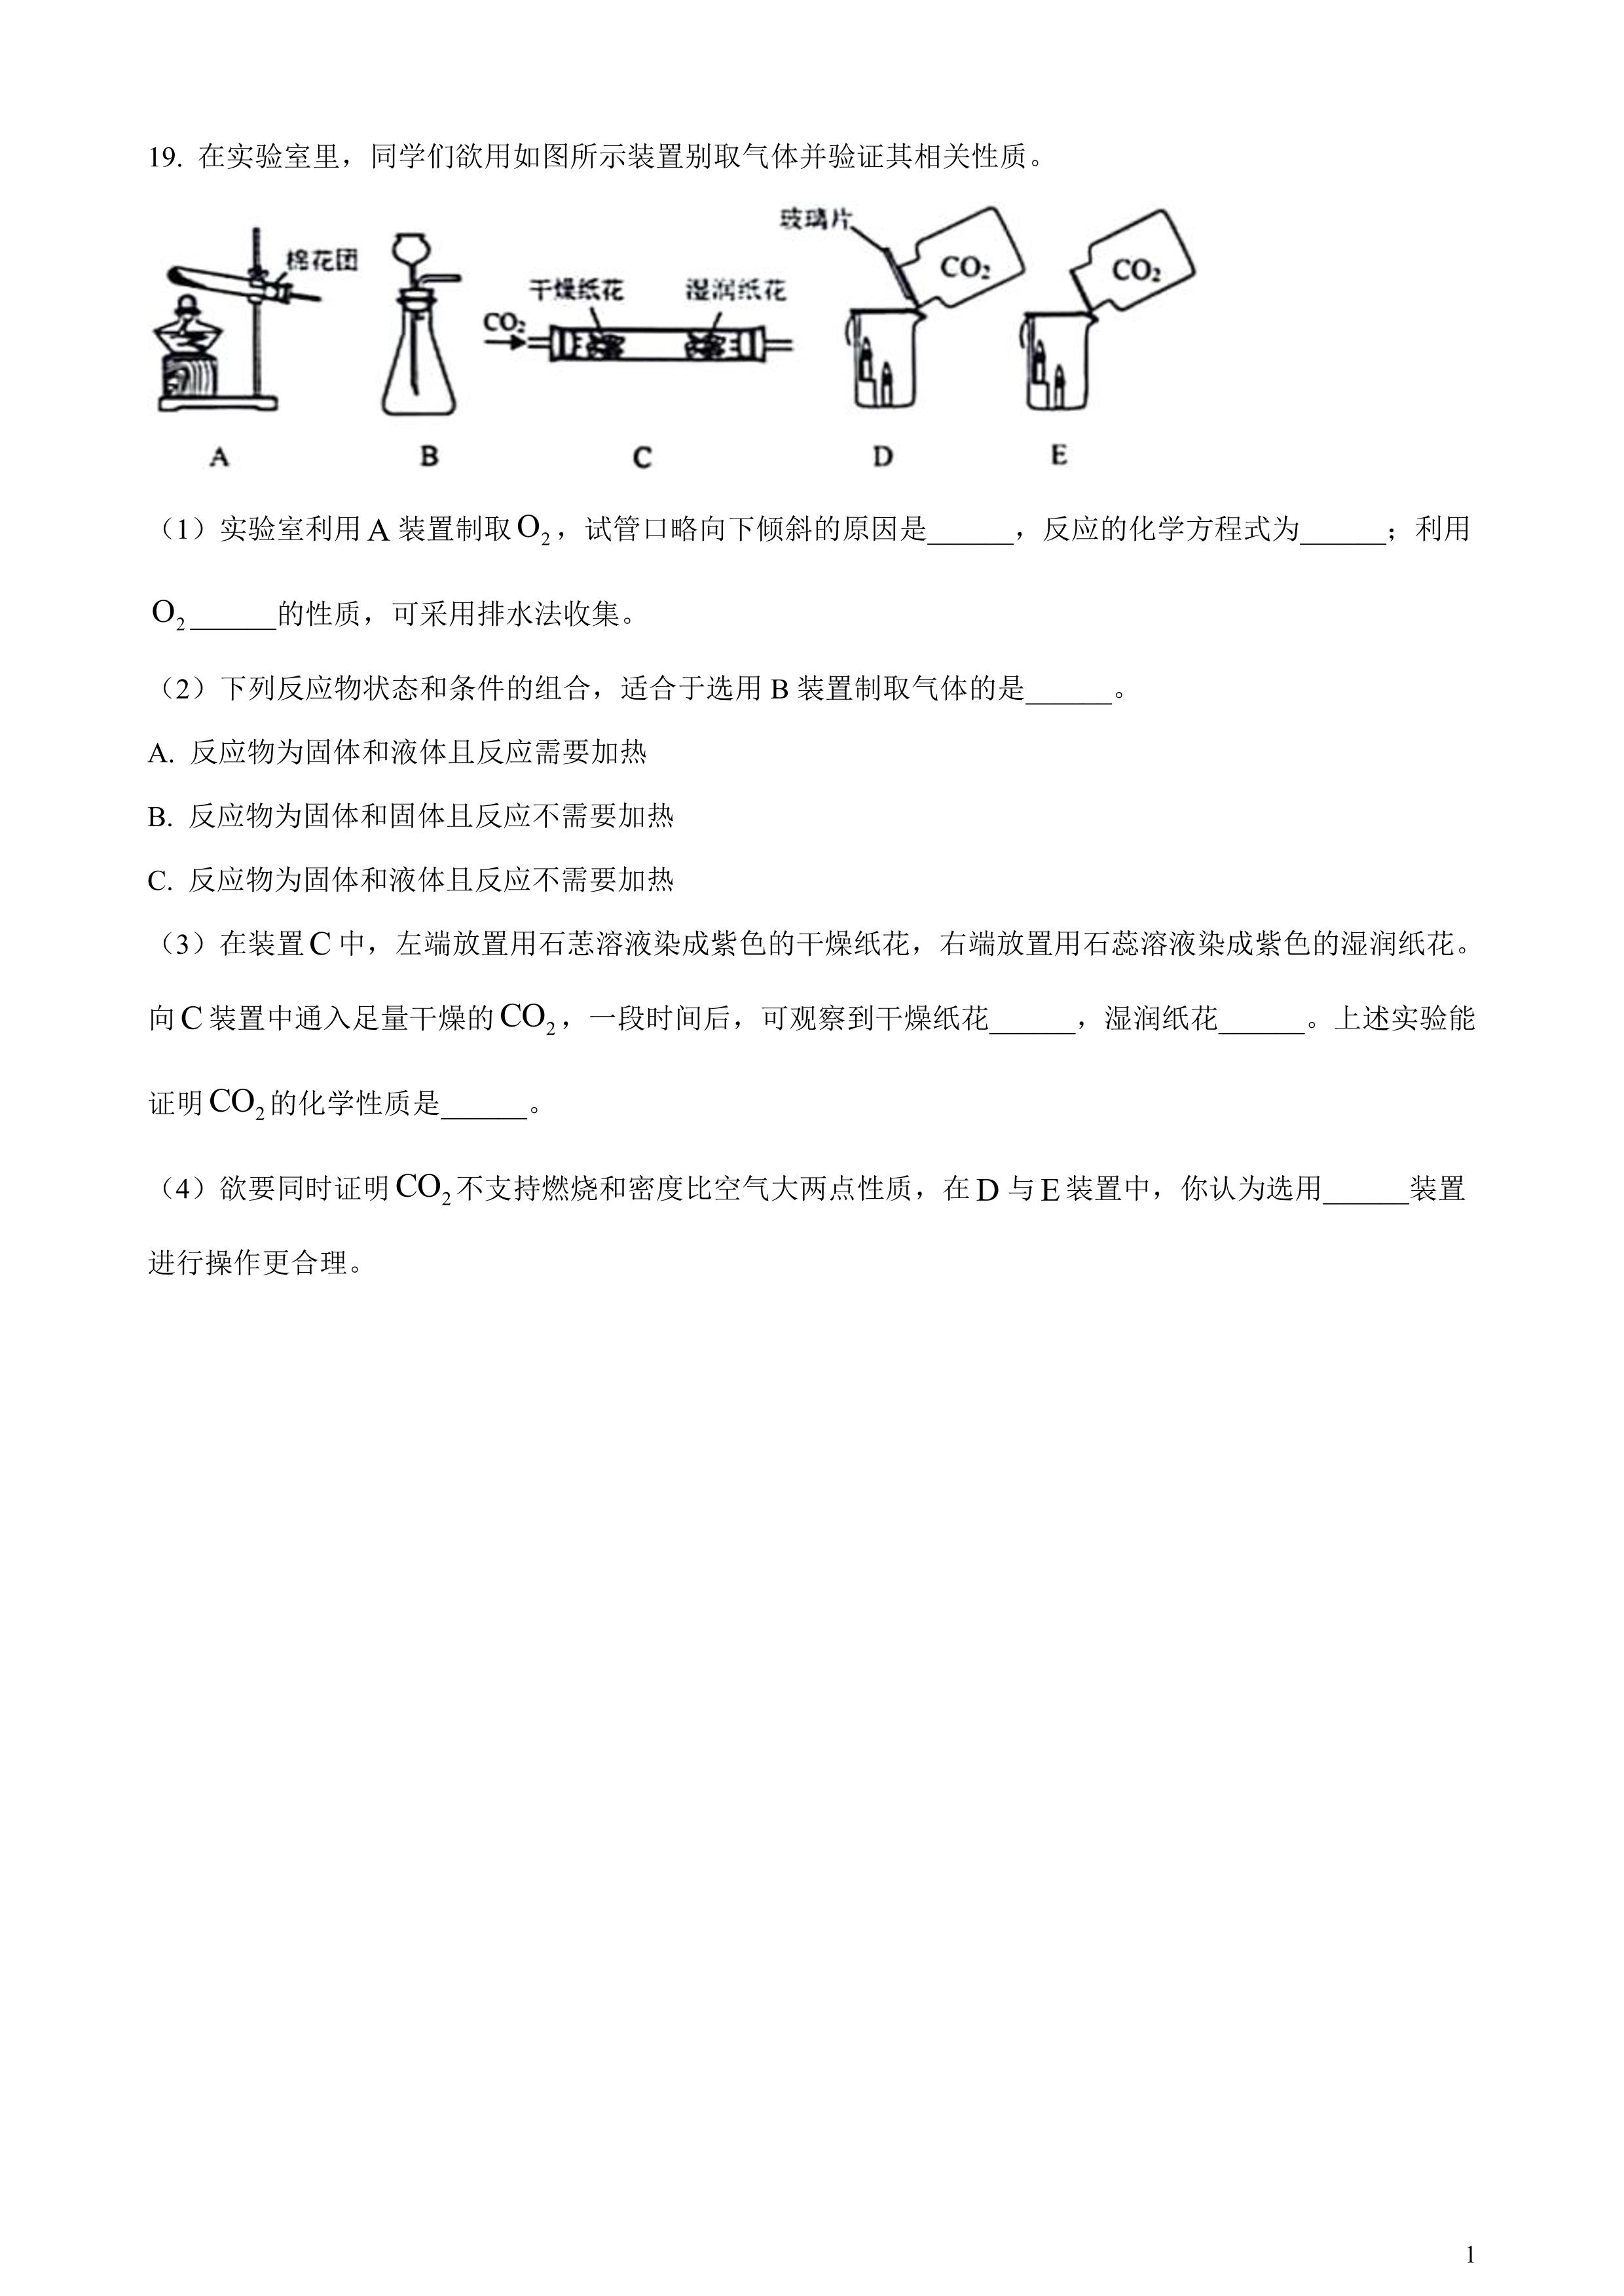 19. 在实验室里，同学们欲用如图所示装置别取气体并验证其相关性质。
玻璃片
棉花团
CO₂
CO₂
干燥纸花
湿润纸花
CO₂
A
B
C
D
E
（1）实验室利用A装置制取O₂，试管口略向下倾斜的原因是______，反应的化学方程式为______；利用
O₂______的性质，可采用排水法收集。
（2）下列反应物状态和条件的组合，适合于选用B装置制取气体的是______。
A. 反应物为固体和液体且反应需要加热
B. 反应物为固体和固体且反应不需要加热
C. 反应物为固体和液体且反应不需要加热
（3）在装置C中，左端放置用石恙溶液染成紫色的干燥纸花，右端放置用石蕊溶液染成紫色的湿润纸花。
向C装置中通入足量干燥的CO₂，一段时间后，可观察到干燥纸花______，湿润纸花______。上述实验能
证明CO₂的化学性质是______。
（4）欲要同时证明CO₂不支持燃烧和密度比空气大两点性质，在D与E装置中，你认为选用______装置
进行操作更合理。
1